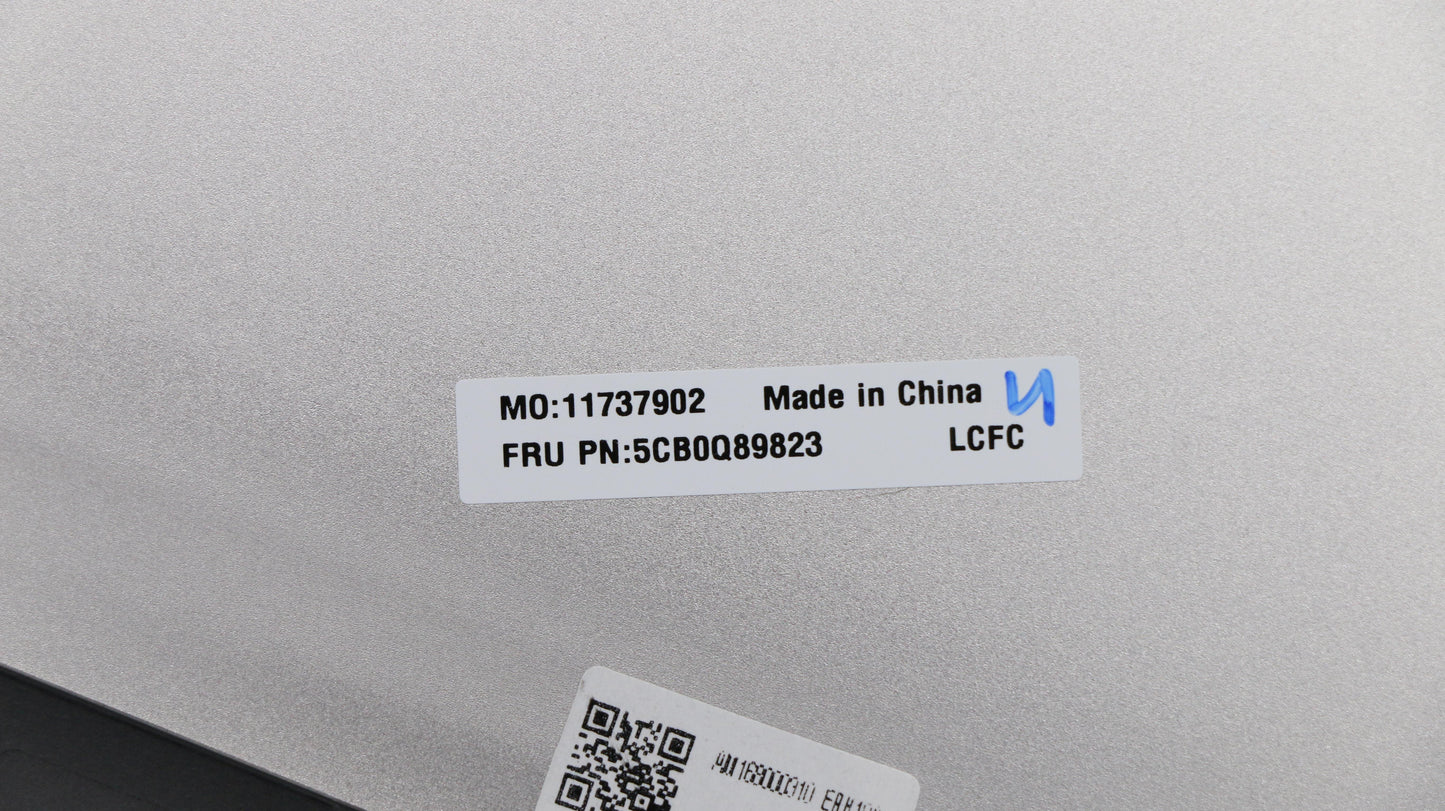 MO:11737902 Made in China
FRU PN:5CB0Q89823 LCFC